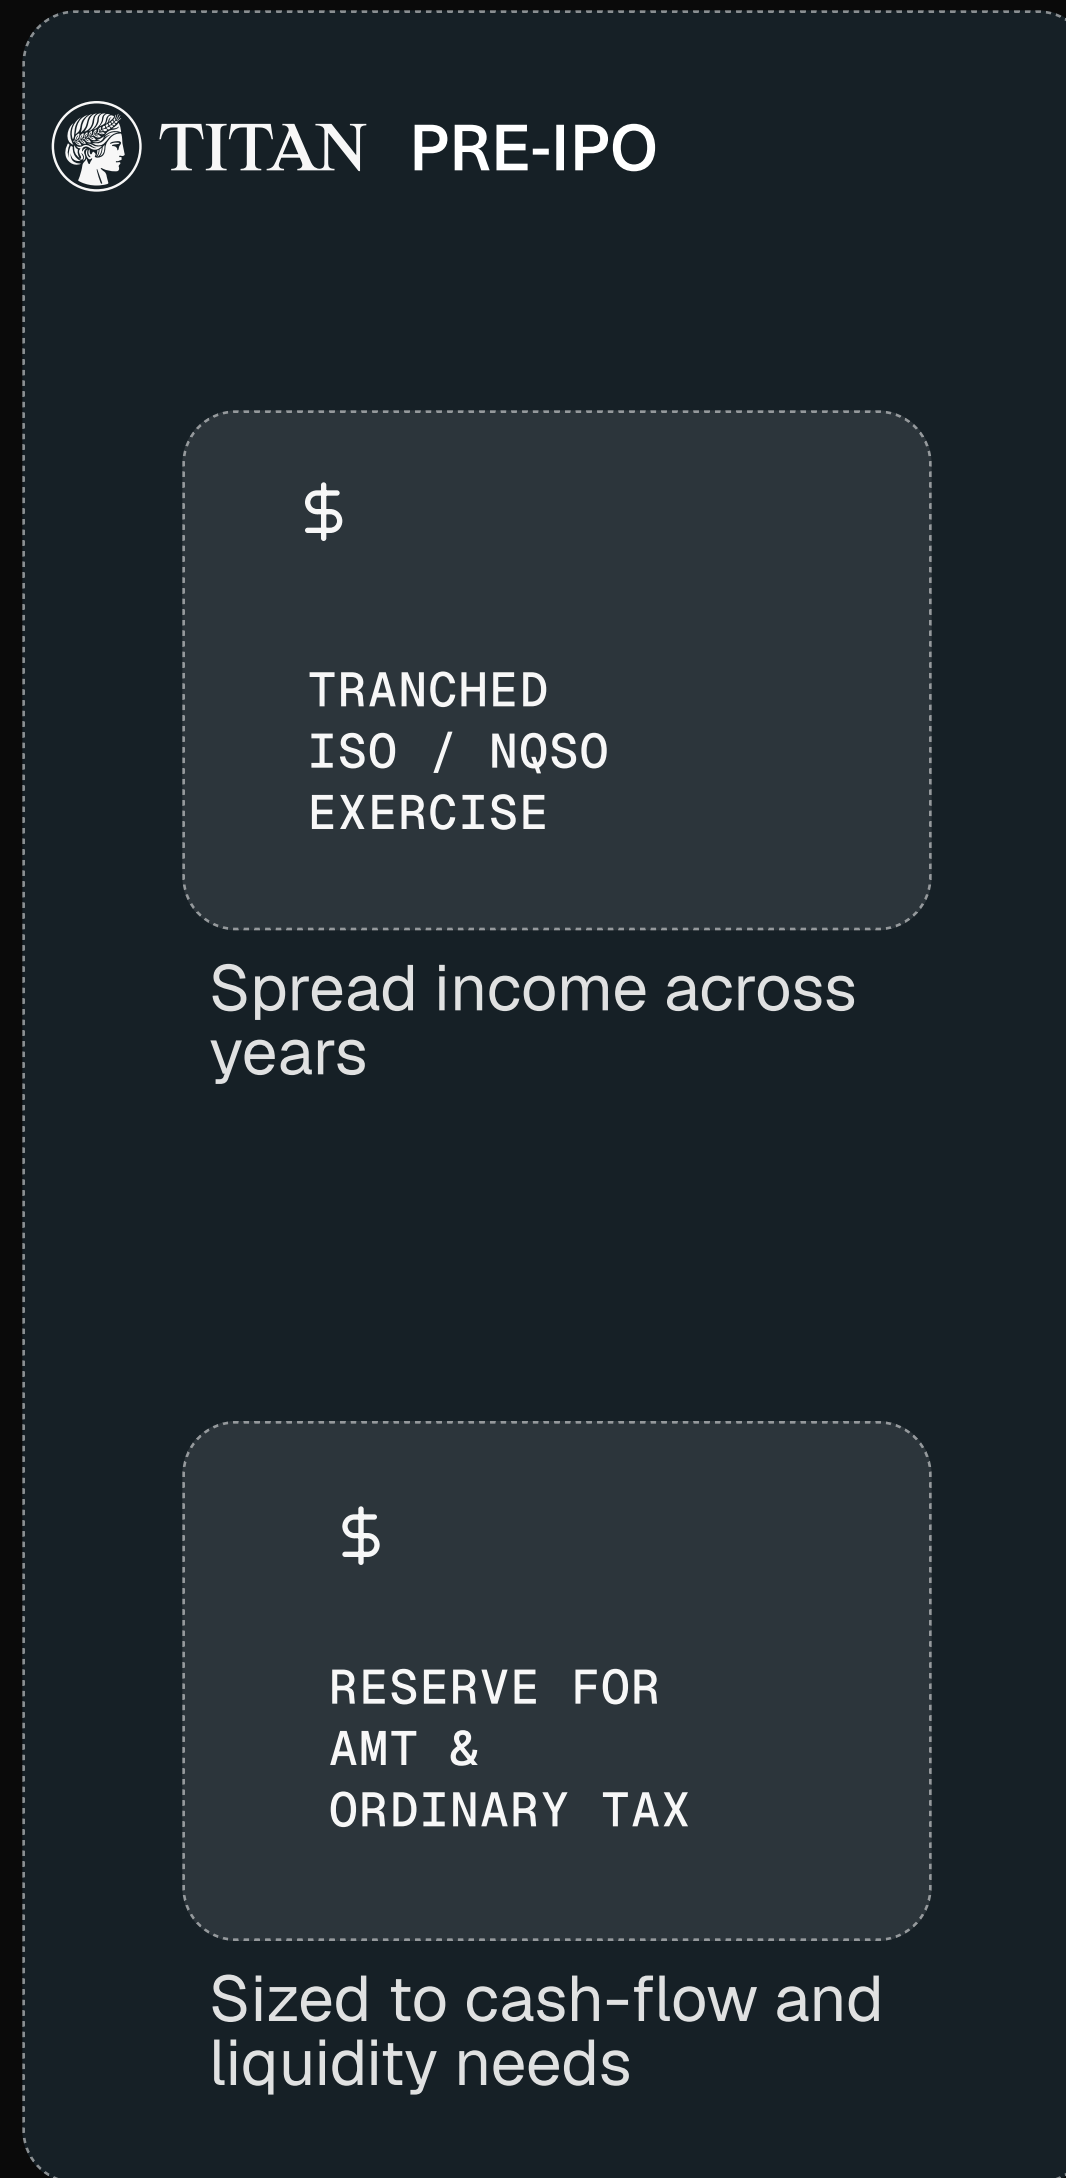 TITAN PRE-IPO
$
TRANCHED
ISO / NQSO
EXERCISE
Spread income across
years
$
RESERVE FOR
AMT &
ORDINARY TAX
Sized to cash-flow and
liquidity needs